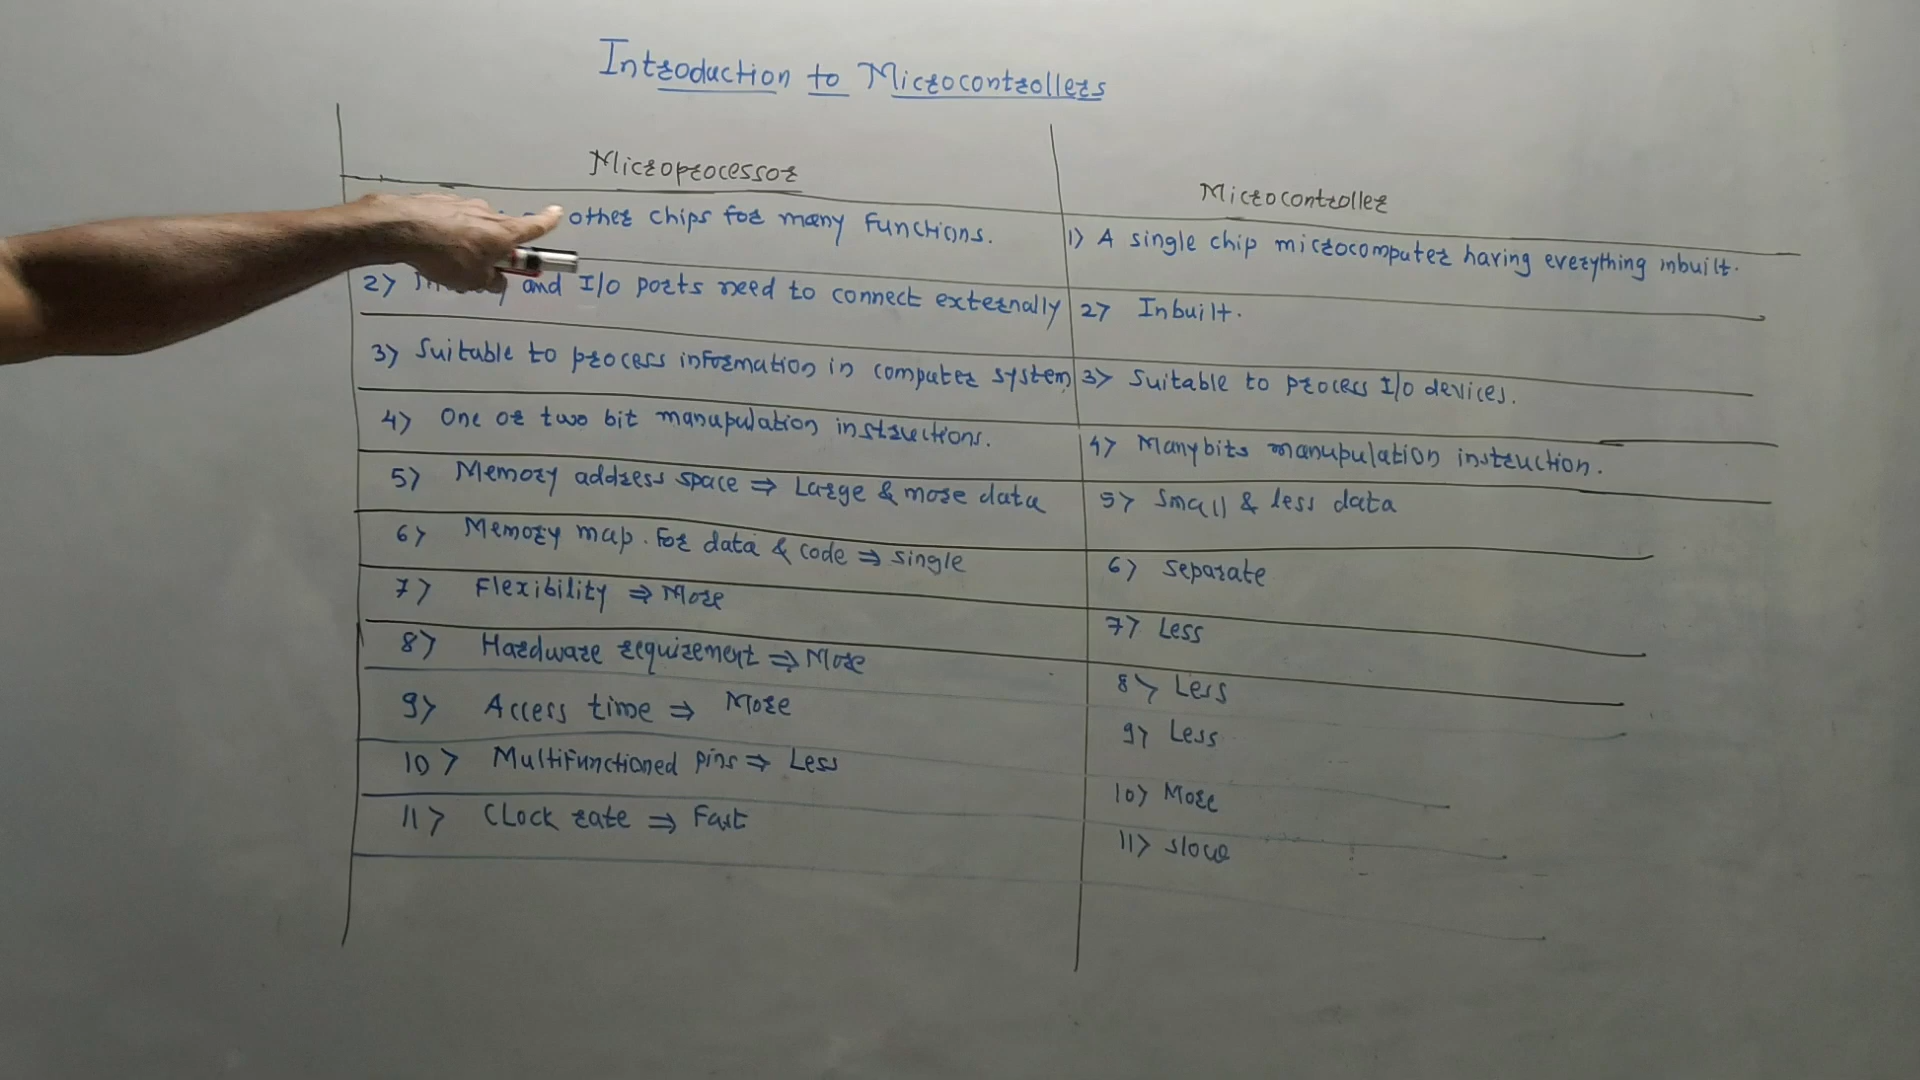 Introduction to Microcontrollers
Microprocessor
Microcontroller
other chips for many functions.
1) A single chip microcomputer having everything inbuilt.
2) and I/o ports need to connect externally
2) Inbuilt.
3) Suitable to process information in computer system
3) Suitable to process I/o devices.
4) One or two bit manupulation instructions.
4) Many bits manupulation instruction.
5) Memory address space ⇒ Large & more data
5) Small & less data
6) Memory map. for data & code ⇒ single
6) separate
7) Flexibility ⇒ More
7) Less
8) Hardware requirement ⇒ More
8) Less
9) Access time ⇒ More
9) Less
10) Multifunctioned pins ⇒ Less
10) More
11) Clock rate ⇒ Fast
11) slow